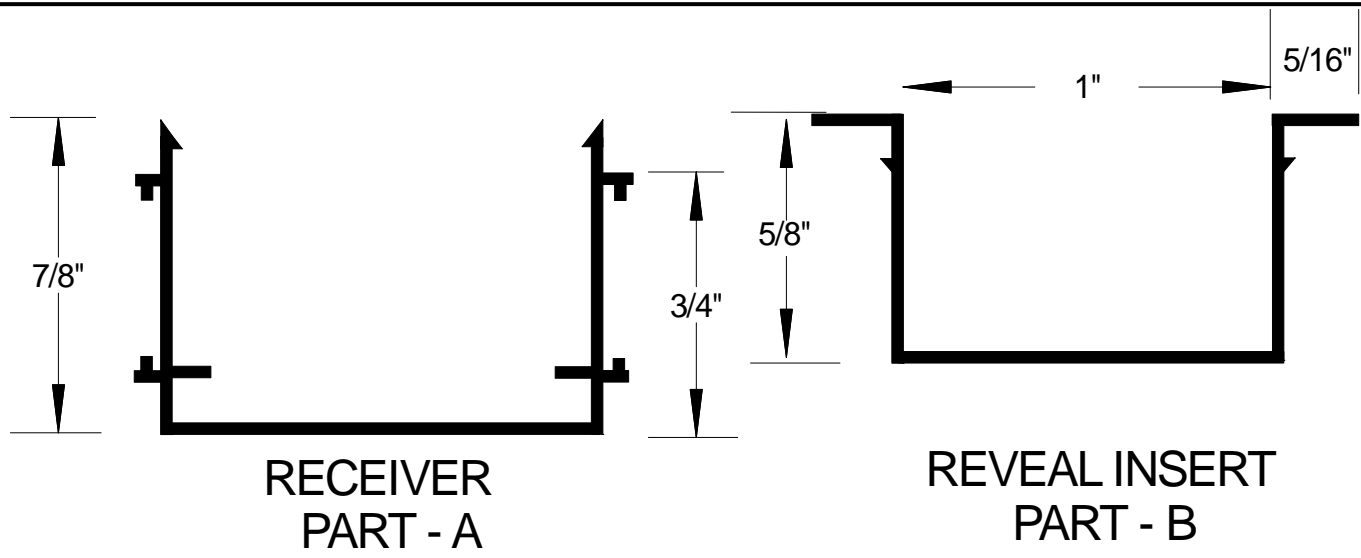 7/8"
3/4"
RECEIVER
PART - A
1"
5/16"
5/8"
REVEAL INSERT
PART - B